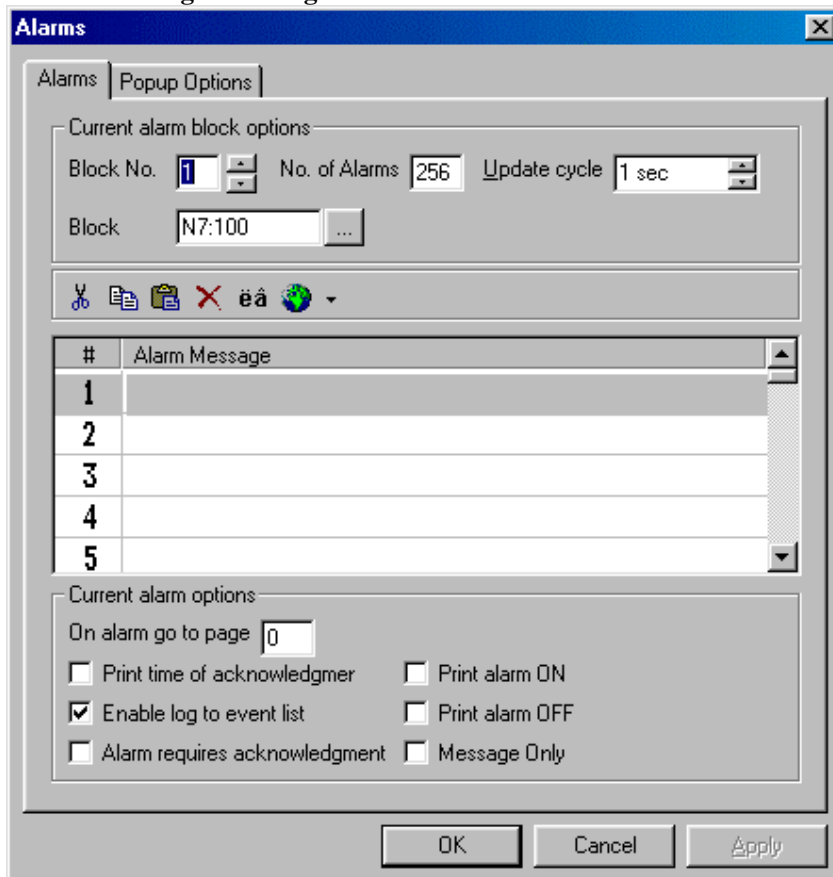 Alarms
Alarms Popup Options
Current alarm block options
Block No. 1 No. of Alarms 256 Update cycle 1 sec
Block N7:100 ...
ëâ
# Alarm Message
1
2
3
4
5
Current alarm options
On alarm go to page 0
Print time of acknowledgmer Print alarm ON
Enable log to event list Print alarm OFF
Alarm requires acknowledgment Message Only
OK Cancel Apply